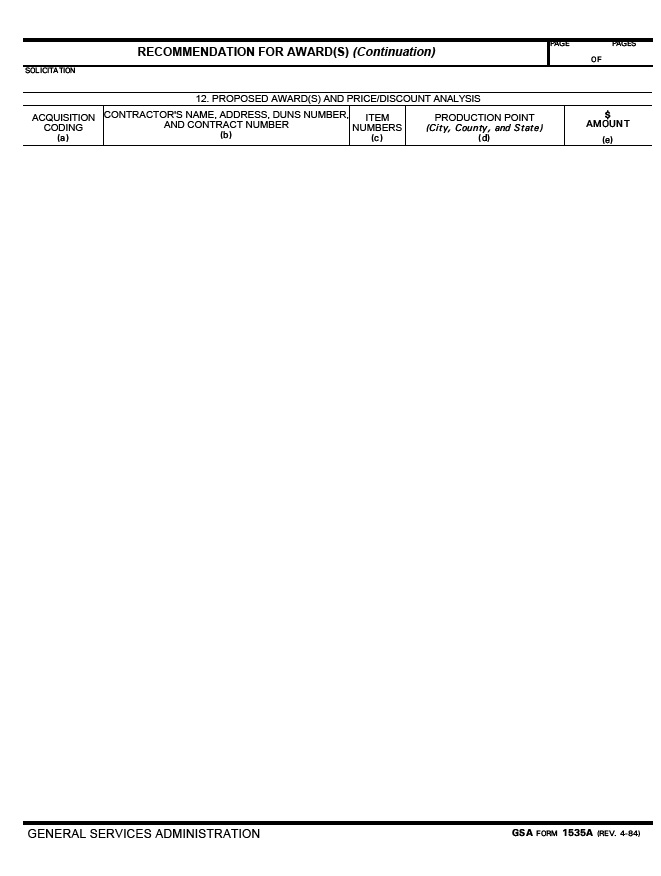 RECOMMENDATION FOR AWARD(S) (Continuation)
PAGE OF PAGES
SOLICITATION
12. PROPOSED AWARD(S) AND PRICE/DISCOUNT ANALYSIS
ACQUISITION
CODING
(a)
CONTRACTOR'S NAME, ADDRESS, DUNS NUMBER,
AND CONTRACT NUMBER
(b)
ITEM
NUMBERS
(c)
PRODUCTION POINT
(City, County, and State)
(d)
$
AMOUNT
(e)
GENERAL SERVICES ADMINISTRATION
GSA FORM 1535A (REV. 4-84)